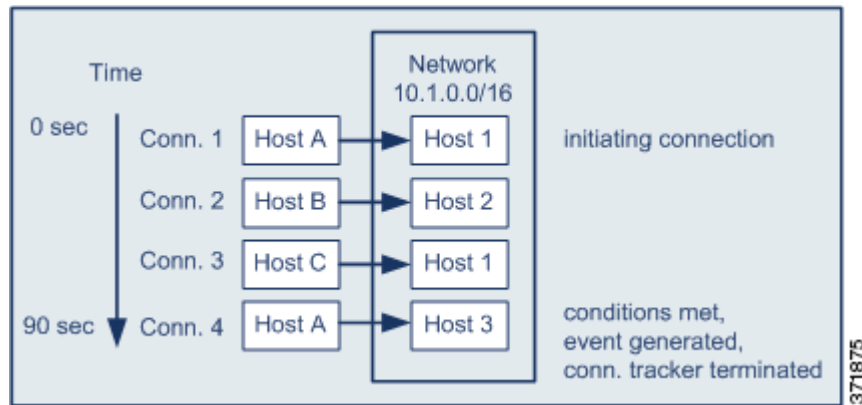 Time
Network
10.1.0.0/16
0 sec
Conn. 1
Host A
Host 1
initiating connection
Conn. 2
Host B
Host 2
Conn. 3
Host C
Host 1
90 sec
Conn. 4
Host A
Host 3
conditions met,
event generated,
conn. tracker terminated
371875